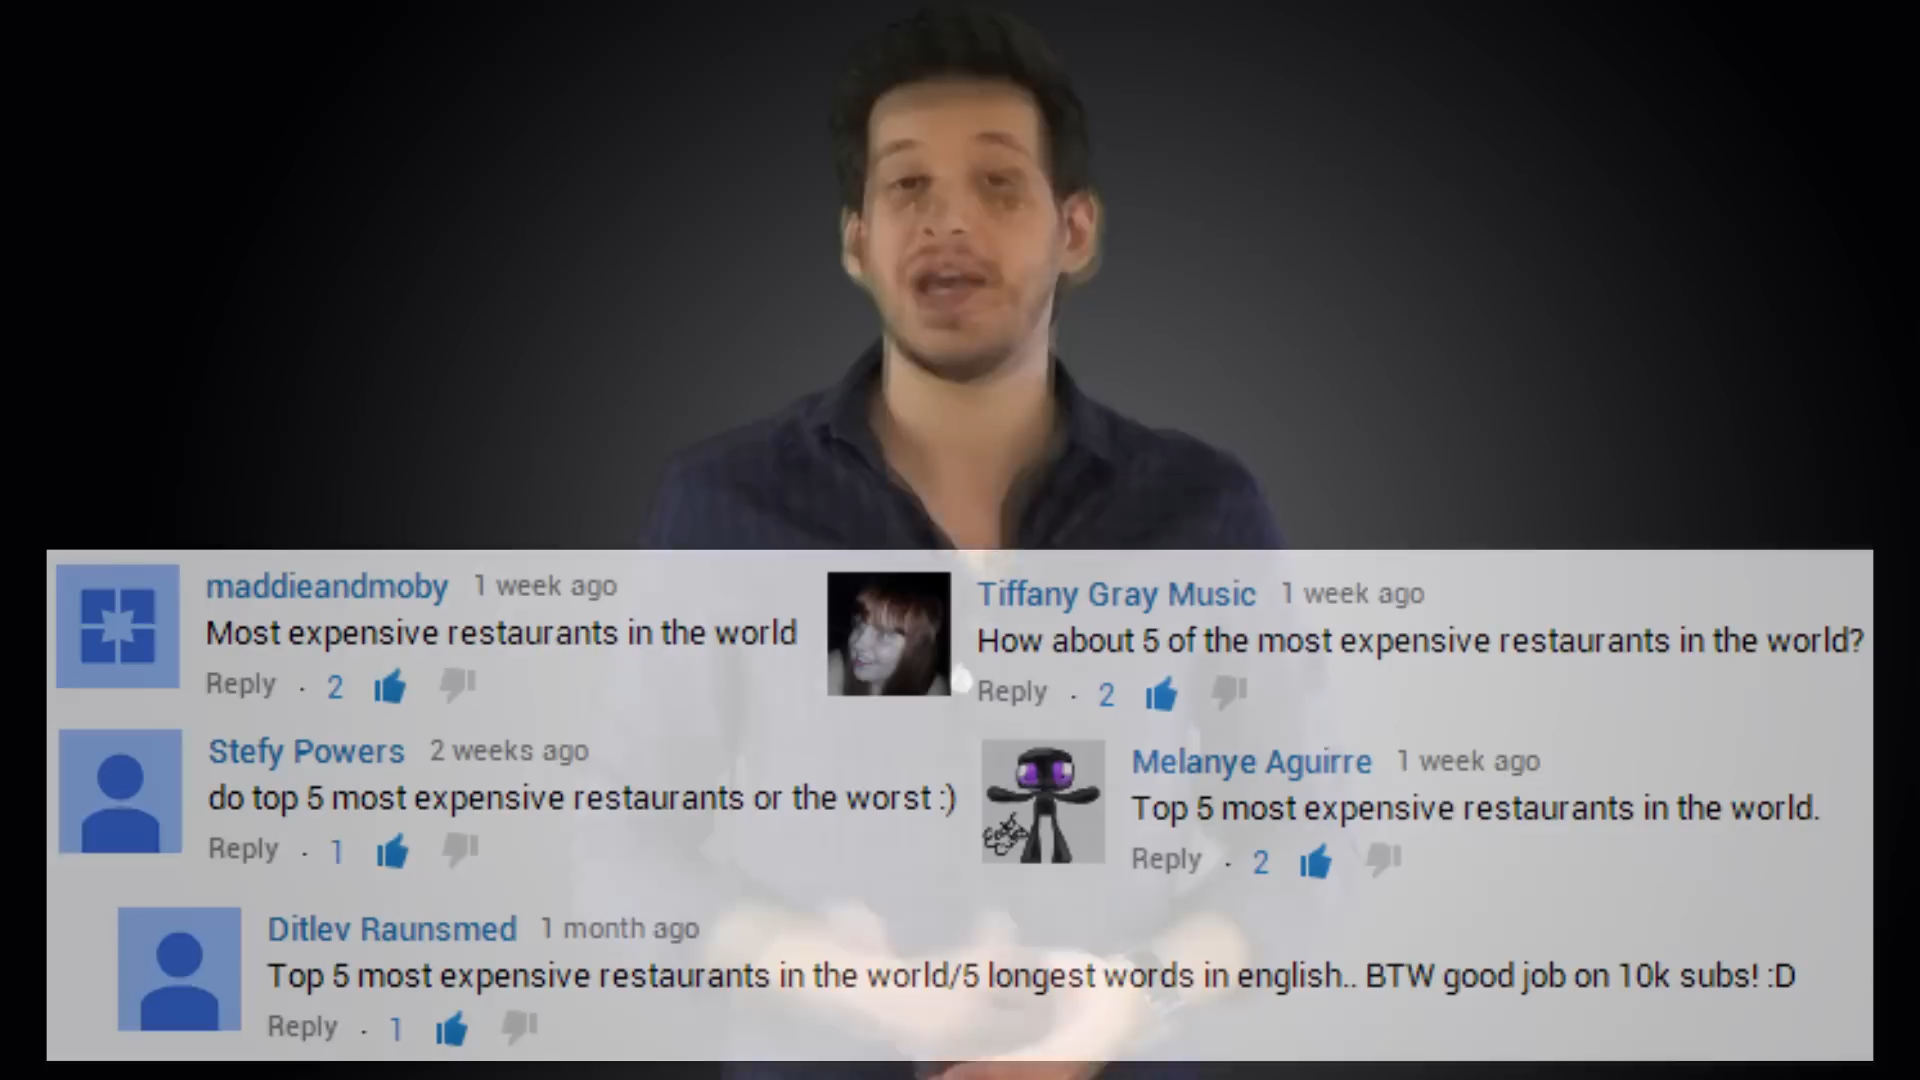 maddieandmoby 1 week ago
Most expensive restaurants in the world
Reply · 2
Tiffany Gray Music 1 week ago
How about 5 of the most expensive restaurants in the world?
Reply · 2
Stefy Powers 2 weeks ago
do top 5 most expensive restaurants or the worst :)
Reply · 1
Melanye Aguirre 1 week ago
Top 5 most expensive restaurants in the world.
Reply · 2
Ditlev Raunsmed 1 month ago
Top 5 most expensive restaurants in the world/5 longest words in english.. BTW good job on 10k subs! :D
Reply · 1